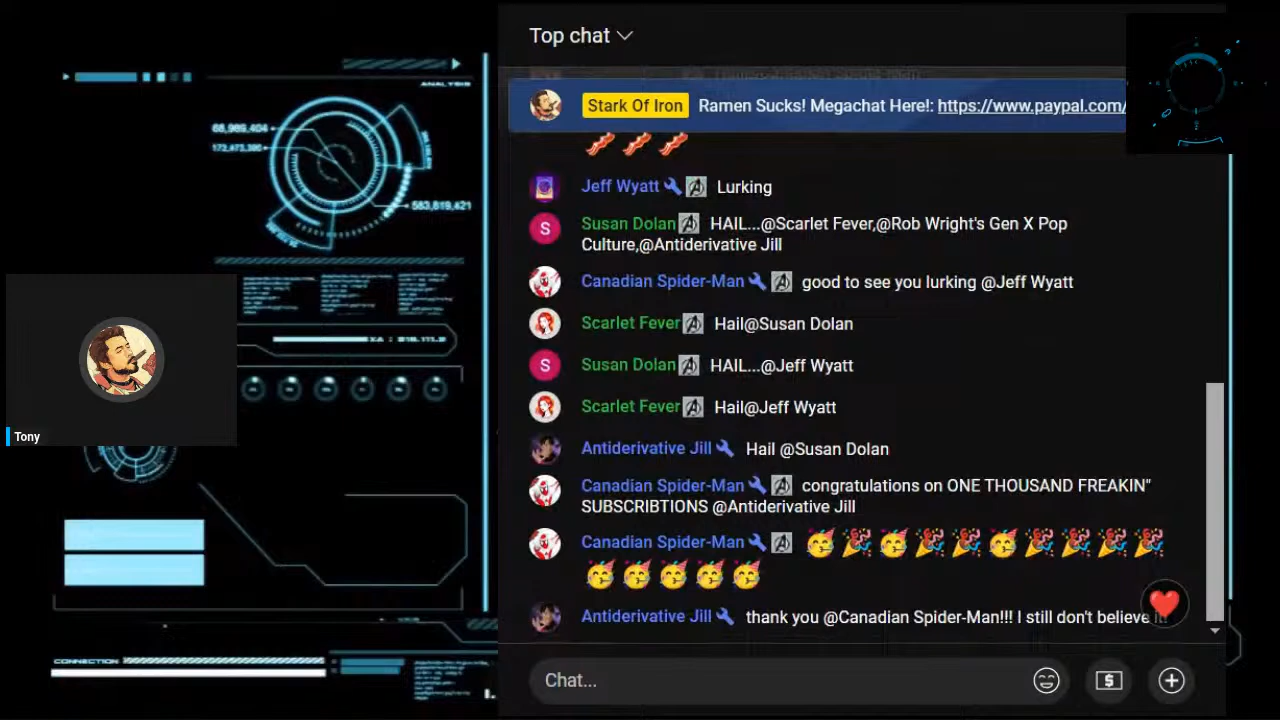 Top chat
ANALYSIS
Stark Of Iron Ramen Sucks! Megachat Here!: https://www.paypal.com/
68,989,404
583,819,421
Jeff Wyatt Lurking
Susan Dolan HAIL...@Scarlet Fever,@Rob Wright's Gen X Pop
Culture,@Antiderivative Jill
Canadian Spider-Man good to see you lurking @Jeff Wyatt
Scarlet Fever Hail@Susan Dolan
Susan Dolan HAIL...@Jeff Wyatt
Scarlet Fever Hail@Jeff Wyatt
Tony
Antiderivative Jill Hail @Susan Dolan
Canadian Spider-Man congratulations on ONE THOUSAND FREAKIN"
SUBSCRIBTIONS @Antiderivative Jill
Canadian Spider-Man 🥳🎉🥳🎉🎉🥳🎉🎉🎉🎉
🥳🥳🥳🥳🥳
Antiderivative Jill thank you @Canadian Spider-Man!!! I still don't believe
CONNECTION
Chat...